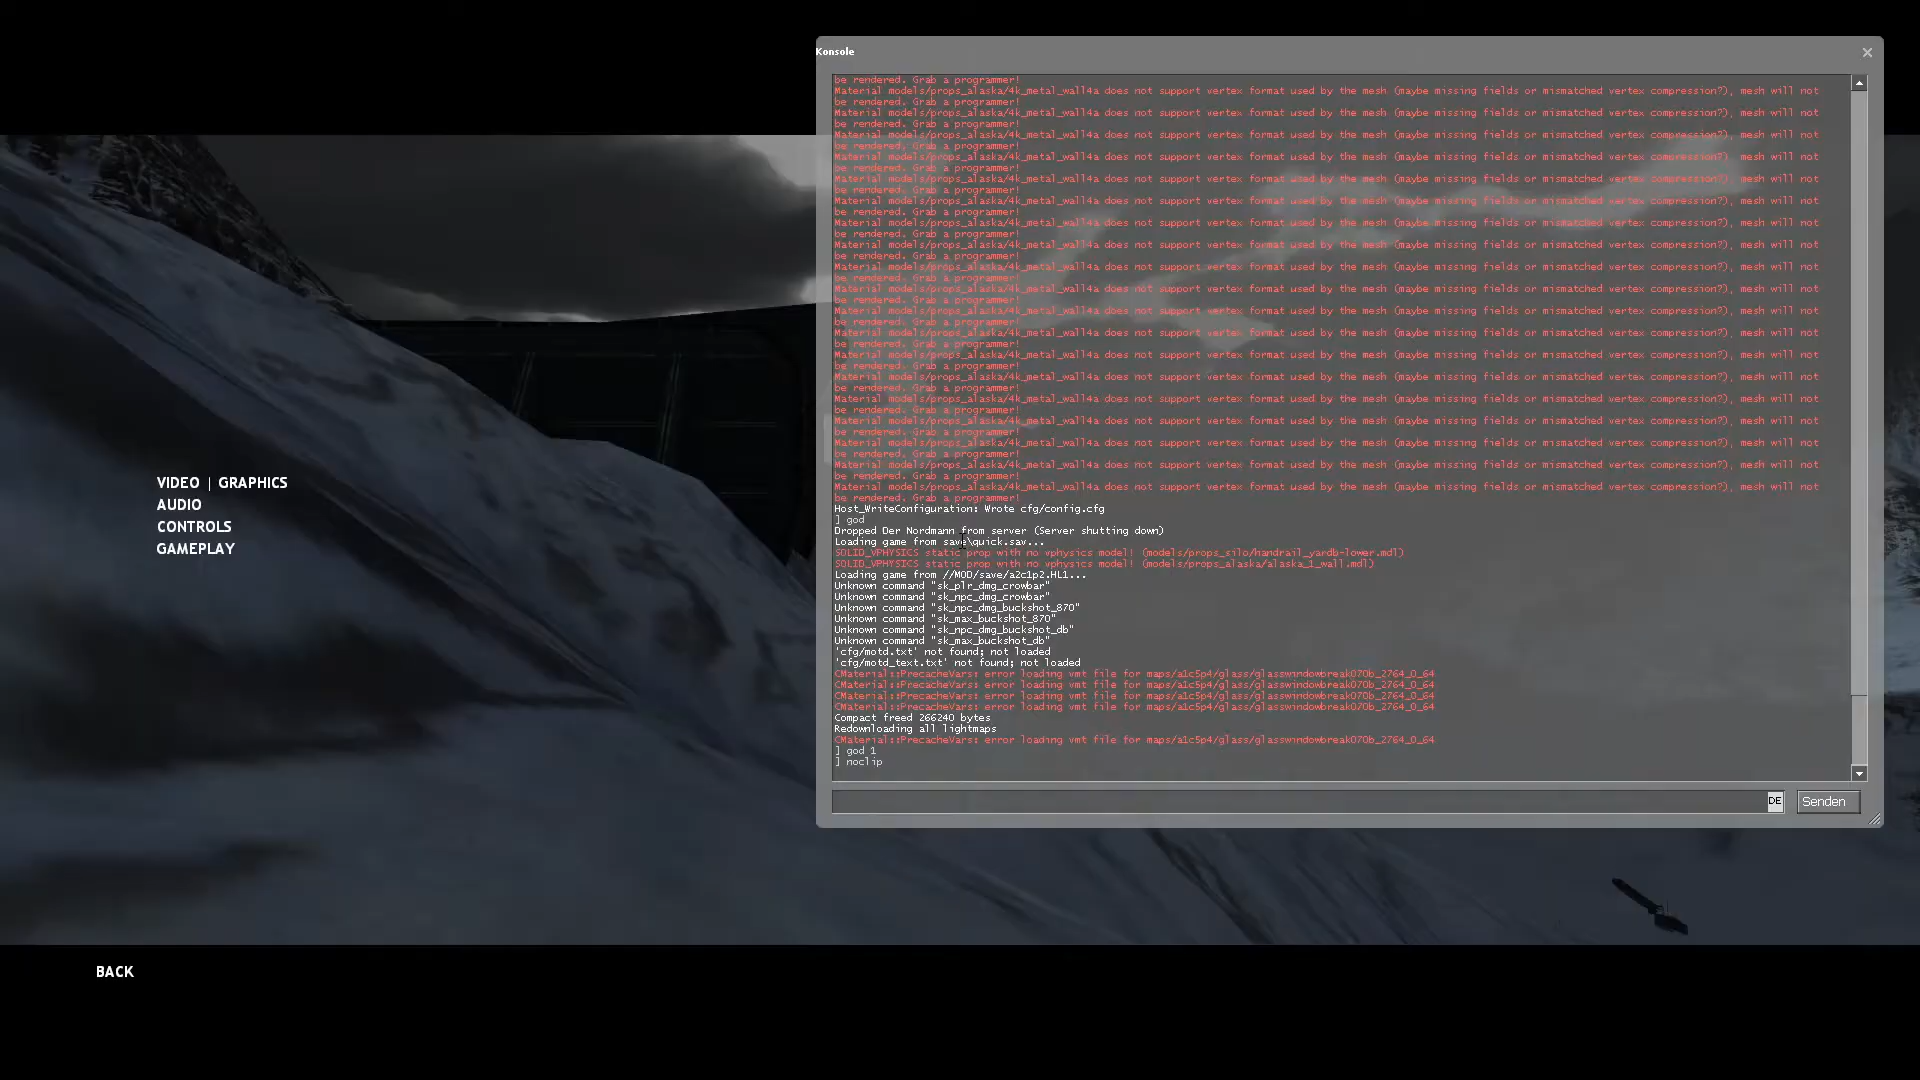 Konsole
be rendered. Grab a programmer!
Material models/props_alaska/4k_metal_wall4a does not support vertex format used by the mesh (maybe missing fields or mismatched vertex compression?), mesh will not
be rendered. Grab a programmer!
Material models/props_alaska/4k_metal_wall4a does not support vertex format used by the mesh (maybe missing fields or mismatched vertex compression?), mesh will not
be rendered. Grab a programmer!
Material models/props_alaska/4k_metal_wall4a does not support vertex format used by the mesh (maybe missing fields or mismatched vertex compression?), mesh will not
be rendered. Grab a programmer!
Material models/props_alaska/4k_metal_wall4a does not support vertex format used by the mesh (maybe missing fields or mismatched vertex compression?), mesh will not
be rendered. Grab a programmer!
Material models/props_alaska/4k_metal_wall4a does not support vertex format used by the mesh (maybe missing fields or mismatched vertex compression?), mesh will not
be rendered. Grab a programmer!
Material models/props_alaska/4k_metal_wall4a does not support vertex format used by the mesh (maybe missing fields or mismatched vertex compression?), mesh will not
be rendered. Grab a programmer!
Material models/props_alaska/4k_metal_wall4a does not support vertex format used by the mesh (maybe missing fields or mismatched vertex compression?), mesh will not
be rendered. Grab a programmer!
Material models/props_alaska/4k_metal_wall4a does not support vertex format used by the mesh (maybe missing fields or mismatched vertex compression?), mesh will not
be rendered. Grab a programmer!
Material models/props_alaska/4k_metal_wall4a does not support vertex format used by the mesh (maybe missing fields or mismatched vertex compression?), mesh will not
be rendered. Grab a programmer!
Material models/props_alaska/4k_metal_wall4a does not support vertex format used by the mesh (maybe missing fields or mismatched vertex compression?), mesh will not
be rendered. Grab a programmer!
Material models/props_alaska/4k_metal_wall4a does not support vertex format used by the mesh (maybe missing fields or mismatched vertex compression?), mesh will not
be rendered. Grab a programmer!
Material models/props_alaska/4k_metal_wall4a does not support vertex format used by the mesh (maybe missing fields or mismatched vertex compression?), mesh will not
be rendered. Grab a programmer!
Material models/props_alaska/4k_metal_wall4a does not support vertex format used by the mesh (maybe missing fields or mismatched vertex compression?), mesh will not
be rendered. Grab a programmer!
Material models/props_alaska/4k_metal_wall4a does not support vertex format used by the mesh (maybe missing fields or mismatched vertex compression?), mesh will not
be rendered. Grab a programmer!
Material models/props_alaska/4k_metal_wall4a does not support vertex format used by the mesh (maybe missing fields or mismatched vertex compression?), mesh will not
be rendered. Grab a programmer!
Material models/props_alaska/4k_metal_wall4a does not support vertex format used by the mesh (maybe missing fields or mismatched vertex compression?), mesh will not
be rendered. Grab a programmer!
Material models/props_alaska/4k_metal_wall4a does not support vertex format used by the mesh (maybe missing fields or mismatched vertex compression?), mesh will not
be rendered. Grab a programmer!
Material models/props_alaska/4k_metal_wall4a does not support vertex format used by the mesh (maybe missing fields or mismatched vertex compression?), mesh will not
be rendered. Grab a programmer!
Material models/props_alaska/4k_metal_wall4a does not support vertex format used by the mesh (maybe missing fields or mismatched vertex compression?), mesh will not
be rendered. Grab a programmer!
Host_WriteConfiguration: Wrote cfg/config.cfg
] god
Dropped Der Nordmann from server (Server shutting down)
Loading game from save\quick.sav...
SOLID_VPHYSICS static prop with no vphysics model! (models/props_silo/handrail_yardb-lower.mdl)
SOLID_VPHYSICS static prop with no vphysics model! (models/props_alaska/alaska_1_wall.mdl)
Loading game from //MOD/save/a2c1p2.HL1...
Unknown command "sk_plr_dmg_crowbar"
Unknown command "sk_npc_dmg_crowbar"
Unknown command "sk_npc_dmg_buckshot_870"
Unknown command "sk_max_buckshot_870"
Unknown command "sk_npc_dmg_buckshot_db"
Unknown command "sk_max_buckshot_db"
'cfg/motd.txt' not found; not loaded
'cfg/motd_text.txt' not found; not loaded
CMaterial::PrecacheVars: error loading vmt file for maps/a1c5p4/glass/glasswindowbreak070b_2764_0_64
CMaterial::PrecacheVars: error loading vmt file for maps/a1c5p4/glass/glasswindowbreak070b_2764_0_64
CMaterial::PrecacheVars: error loading vmt file for maps/a1c5p4/glass/glasswindowbreak070b_2764_0_64
CMaterial::PrecacheVars: error loading vmt file for maps/a1c5p4/glass/glasswindowbreak070b_2764_0_64
Compact freed 266240 bytes
Redownloading all lightmaps
CMaterial::PrecacheVars: error loading vmt file for maps/a1c5p4/glass/glasswindowbreak070b_2764_0_64
] god 1
] noclip
DE
Senden
VIDEO | GRAPHICS
AUDIO
CONTROLS
GAMEPLAY
BACK